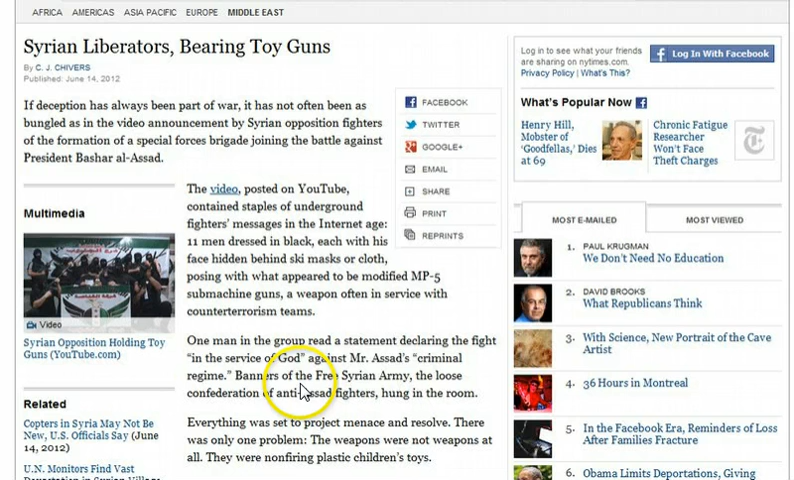 AFRICA AMERICAS ASIA PACIFIC EUROPE MIDDLE EAST
Syrian Liberators, Bearing Toy Guns
By C. J. CHIVERS
Published: June 14, 2012
If deception has always been part of war, it has not often been as
bungled as in the video announcement by Syrian opposition fighters
of the formation of a special forces brigade joining the battle against
President Bashar al-Assad.
FACEBOOK
TWITTER
GOOGLE+
EMAIL
SHARE
PRINT
REPRINTS
Multimedia
Video
Syrian Opposition Holding Toy
Guns (YouTube.com)
Related
Copters in Syria May Not Be
New, U.S. Officials Say (June
14, 2012)
U.N. Monitors Find Vast
The video, posted on YouTube,
contained staples of underground
fighters' messages in the Internet age:
11 men dressed in black, each with his
face hidden behind ski masks or cloth,
posing with what appeared to be modified MP-5
submachine guns, a weapon often in service with
counterterrorism teams.
One man in the group read a statement declaring the fight
"in the service of God" against Mr. Assad's "criminal
regime." Banners of the Free Syrian Army, the loose
confederation of anti-Assad fighters, hung in the room.
Everything was set to project menace and resolve. There
was only one problem: The weapons were not weapons at
all. They were nonfiring plastic children's toys.
Log in to see what your friends
are sharing on nytimes.com.
Privacy Policy | What's This?
Log In With Facebook
What's Popular Now
Henry Hill,
Mobster of
'Goodfellas,' Dies
at 69
Chronic Fatigue
Researcher
Won't Face
Theft Charges
MOST E-MAILED MOST VIEWED
1. PAUL KRUGMAN
We Don't Need No Education
2. DAVID BROOKS
What Republicans Think
3. With Science, New Portrait of the Cave
Artist
4. 36 Hours in Montreal
5. In the Facebook Era, Reminders of Loss
After Families Fracture
6. Obama Limits Deportations, Giving